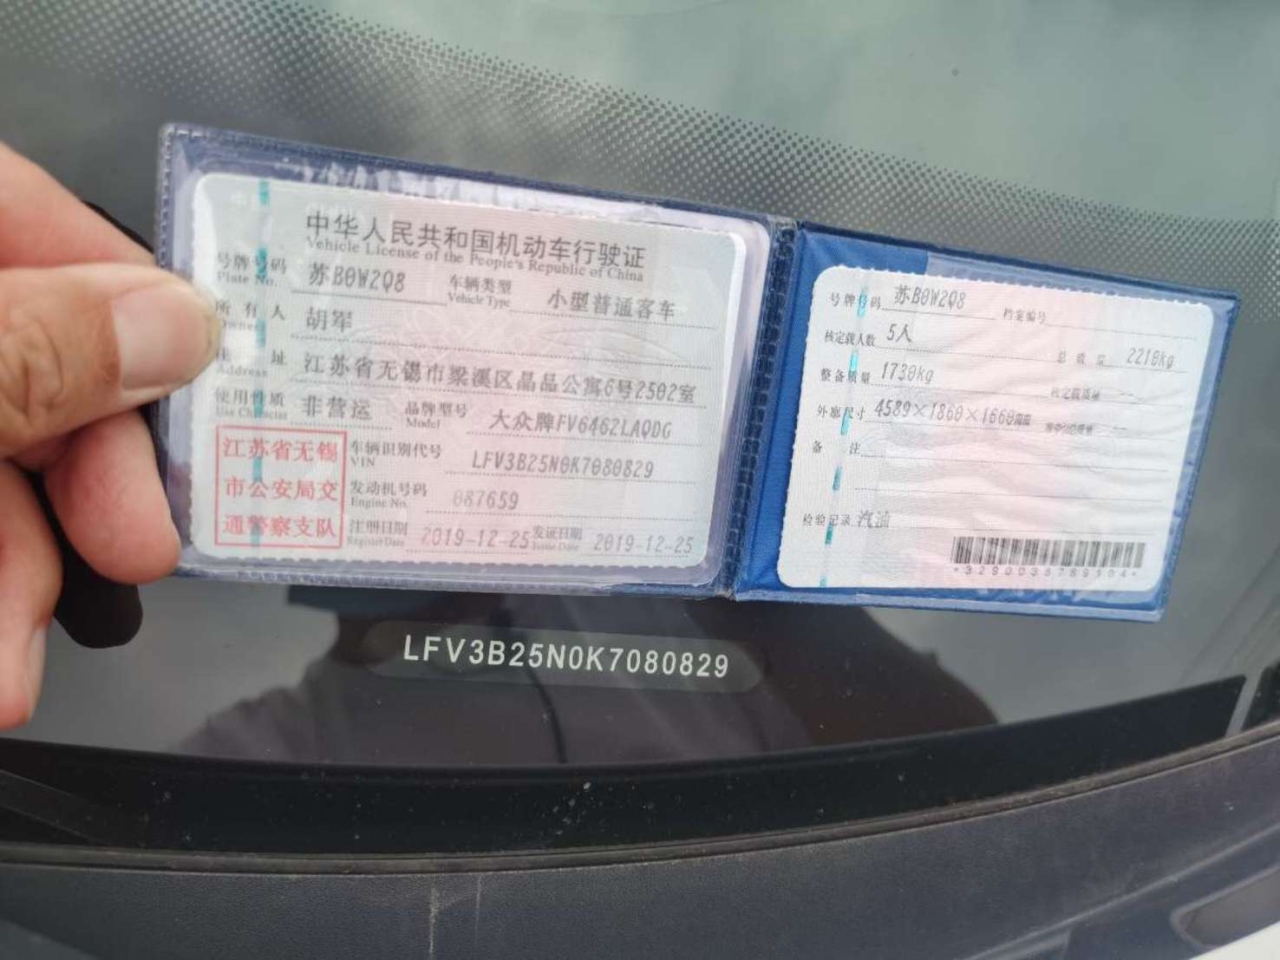 中华人民共和国机动车行驶证
Vehicle License of the People's Republic of China
号牌号码 苏B0W2Q8 车辆类型 小型普通客车
Plate No. Vehicle Type
所有人 胡军
Owner
住址 江苏省无锡市梁溪区晶品公寓6号2502室
Address
使用性质 非营运 品牌型号 大众牌FV6462LAQDG
Use Character Model
江苏省无锡
市公安局交
通警察支队
车辆识别代号 LFV3B25N0K7080829
VIN
发动机号码 087659
Engine No.
注册日期 2019-12-25 发证日期 2019-12-25
Register Date Issue Date
号牌号码 苏B0W2Q8 档案编号
核定载人数 5人 总质量 2210kg
整备质量 1730kg 核定载质量 --
外廓尺寸 4589×1860×1660mm --
备注
检验记录 汽油
LFV3B25N0K7080829